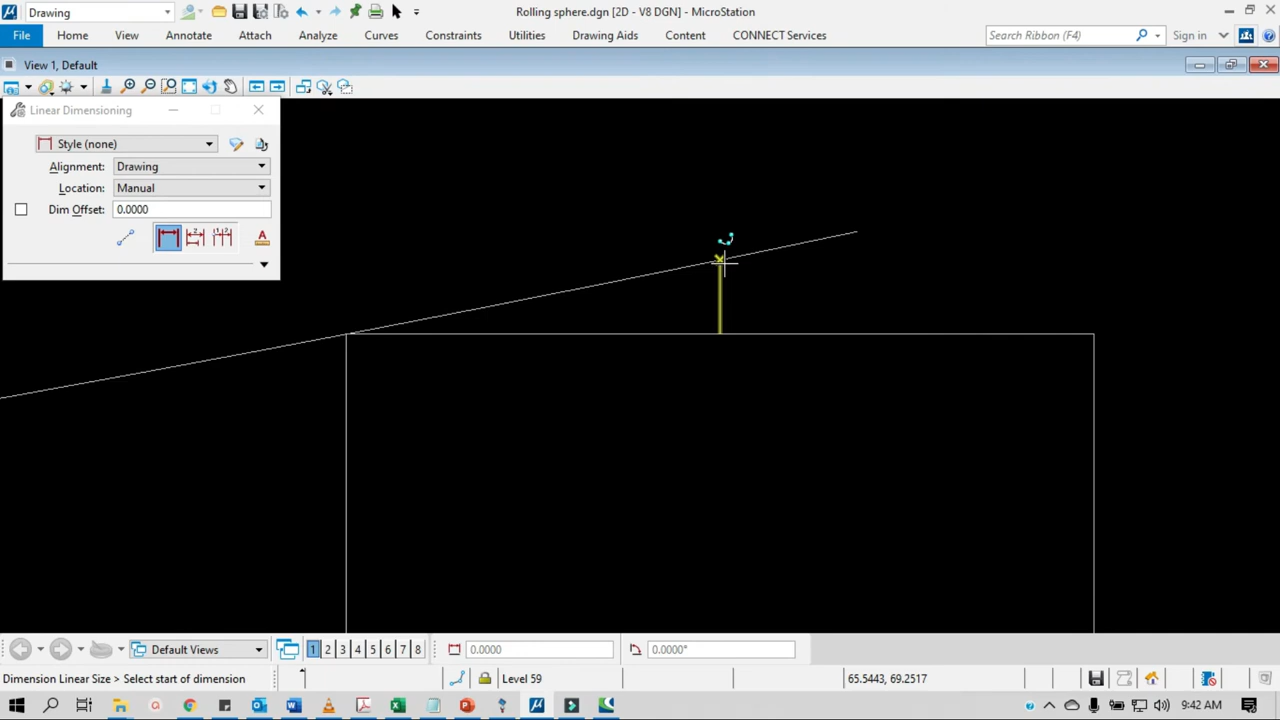 Drawing
Rolling sphere.dgn [2D - V8 DGN] - MicroStation
File Home View Annotate Attach Analyze Curves Constraints Utilities Drawing Aids Content CONNECT Services Search Ribbon (F4) Sign in
View 1, Default
Linear Dimensioning
Style (none)
Alignment: Drawing
Location: Manual
Dim Offset: 0.0000
Default Views 1 2 3 4 5 6 7 8 0.0000 0.0000°
Dimension Linear Size > Select start of dimension Level 59 65.5443, 69.2517
9:42 AM